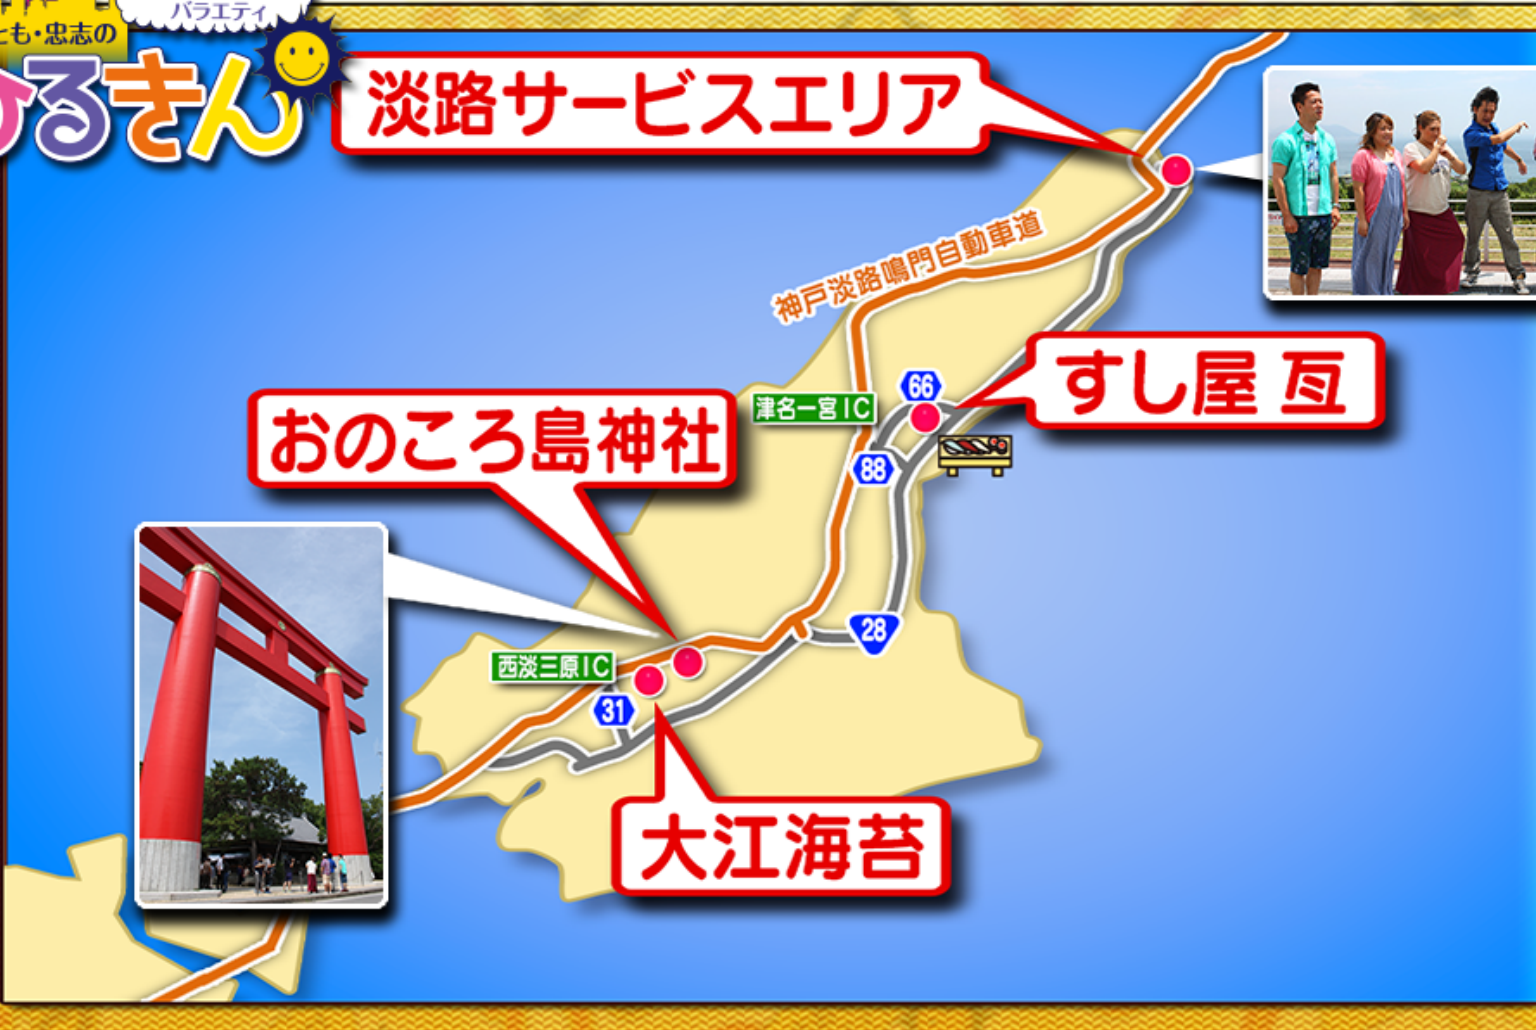 バラエティ
とも・忠志の
ひるきん
淡路サービスエリア
神戸淡路鳴門自動車道
すし屋 亙
66
津名一宮IC
おのころ島神社
88
28
西淡三原IC
31
大江海苔